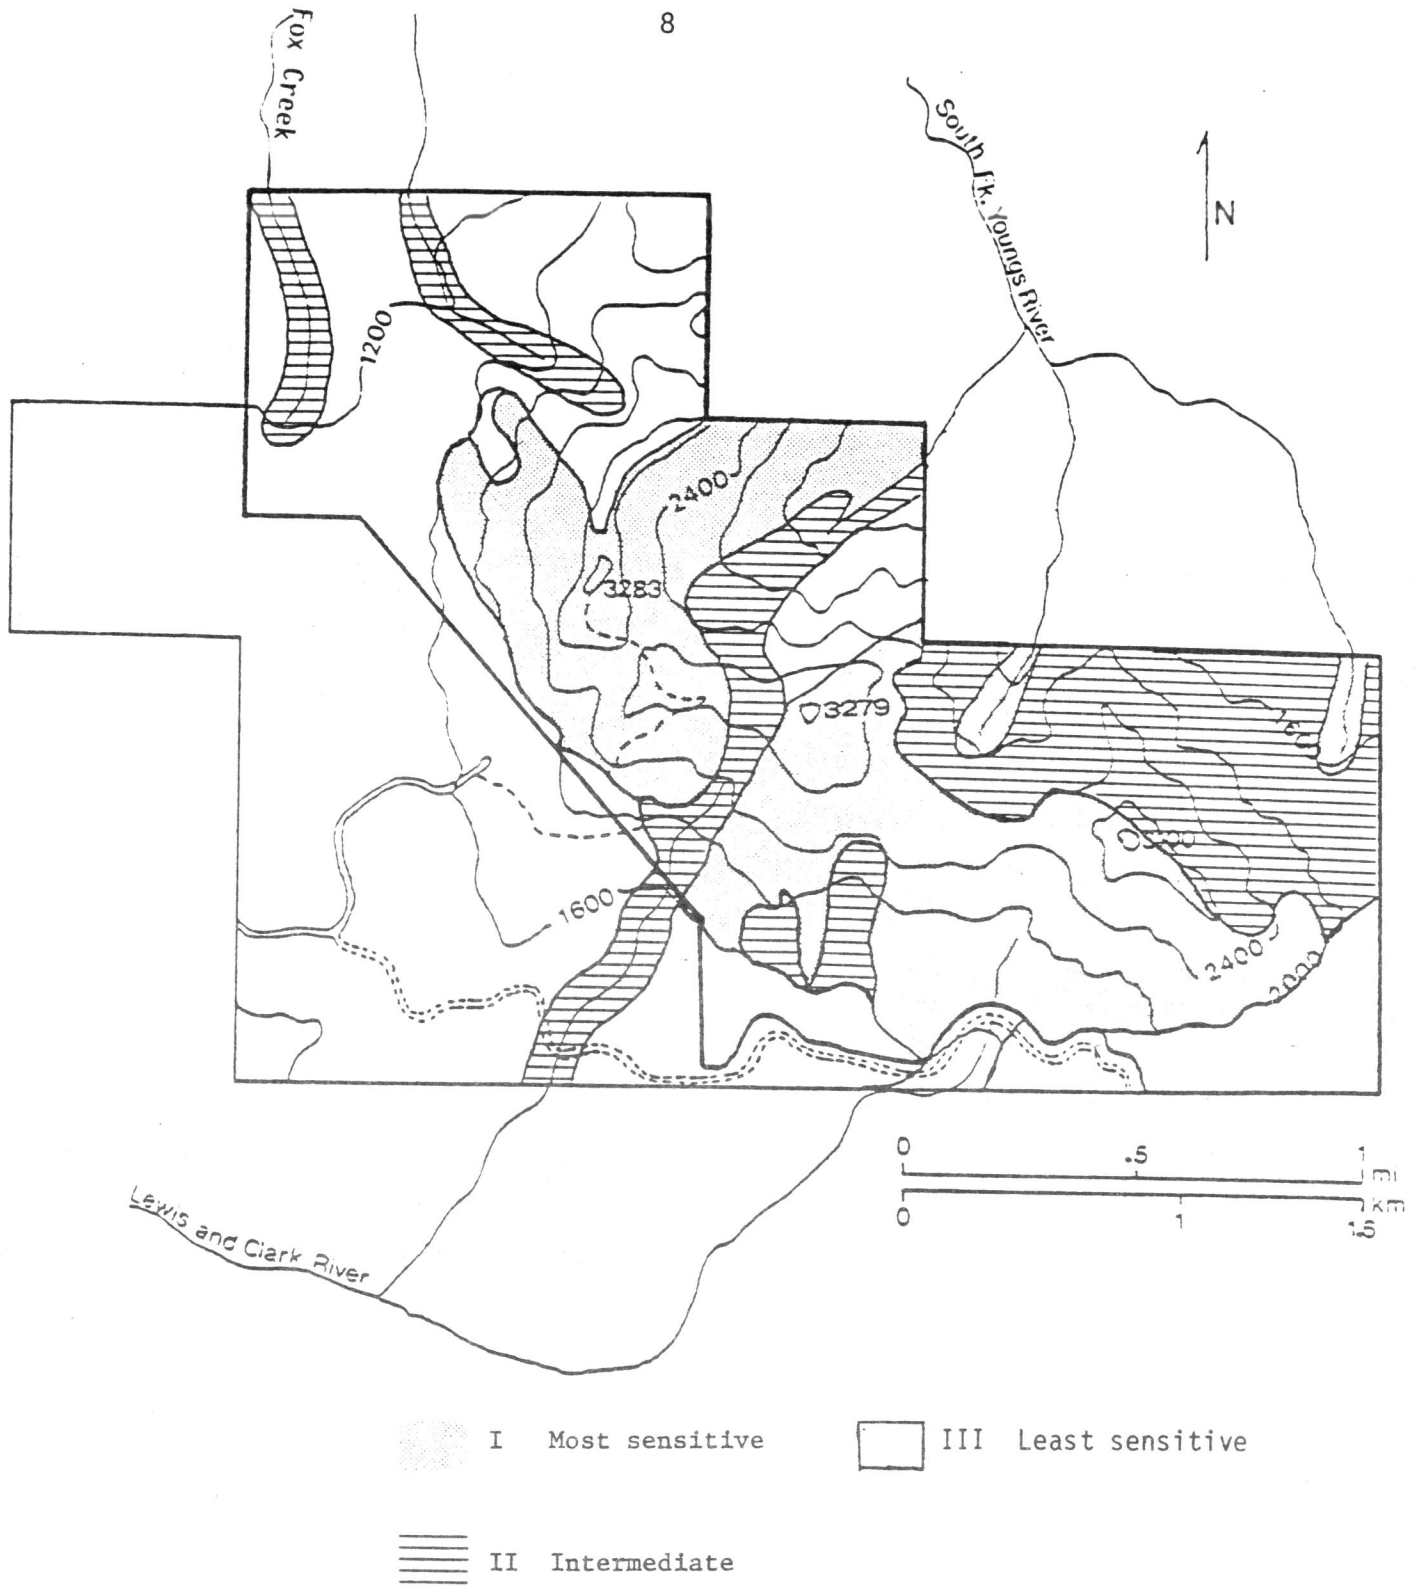 8
Fox Creek
South Fk. Youngs River
N
1200
2400
3283
3279
1600
2400
2000
0 .5 1 mi
0 1 1.5 km
Lewis and Clark River
I Most sensitive
III Least sensitive
II Intermediate